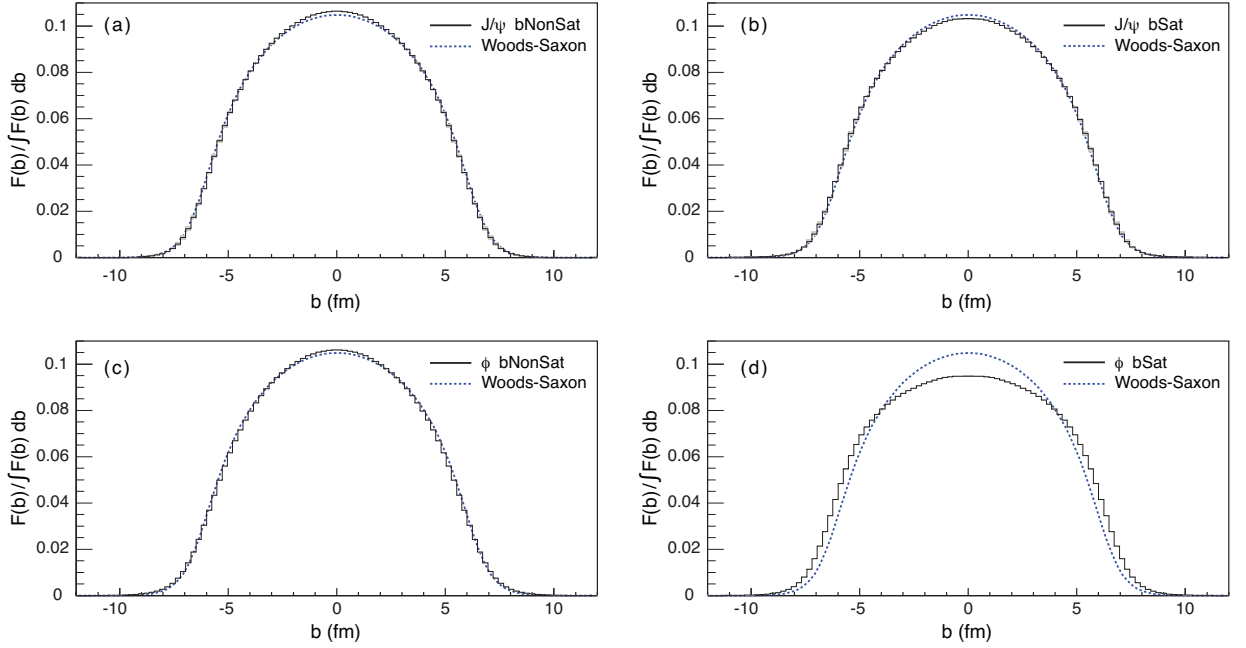 (a)
J/ψ bNonSat
Woods-Saxon
F(b)/∫F(b) db
0.1
0.08
0.06
0.04
0.02
0
-10 -5 0 5 10
b (fm)
(b)
J/ψ bSat
Woods-Saxon
F(b)/∫F(b) db
0.1
0.08
0.06
0.04
0.02
0
-10 -5 0 5 10
b (fm)
(c)
ϕ bNonSat
Woods-Saxon
F(b)/∫F(b) db
0.1
0.08
0.06
0.04
0.02
0
-10 -5 0 5 10
b (fm)
(d)
ϕ bSat
Woods-Saxon
F(b)/∫F(b) db
0.1
0.08
0.06
0.04
0.02
0
-10 -5 0 5 10
b (fm)